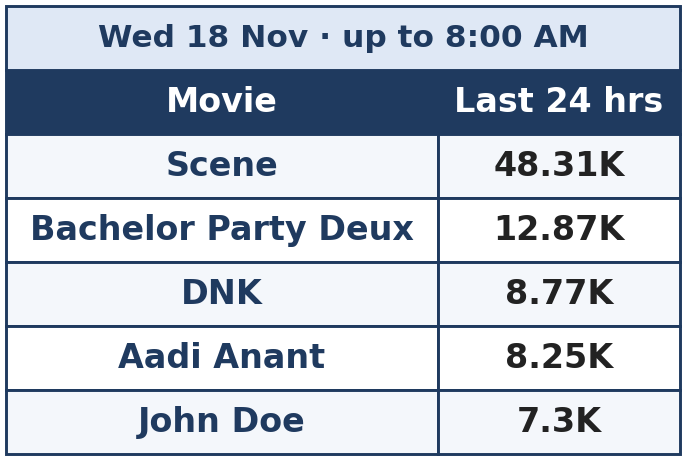 Wed 18 Nov · up to 8:00 AM
Movie Last 24 hrs
Scene 48.31K
Bachelor Party Deux 12.87K
DNK 8.77K
Aadi Anant 8.25K
John Doe 7.3K